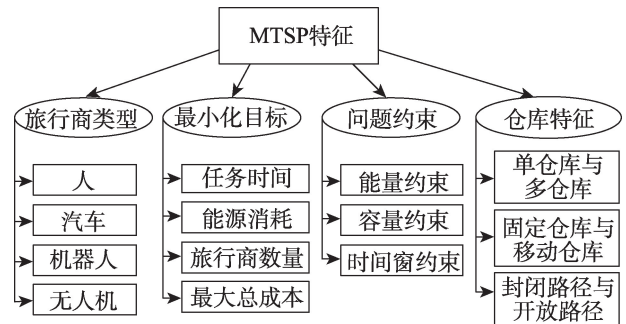 MTSP特征
旅行商类型
最小化目标
问题约束
仓库特征
人
汽车
机器人
无人机
任务时间
能源消耗
旅行商数量
最大总成本
能量约束
容量约束
时间窗约束
单仓库与
多仓库
固定仓库与
移动仓库
封闭路径与
开放路径